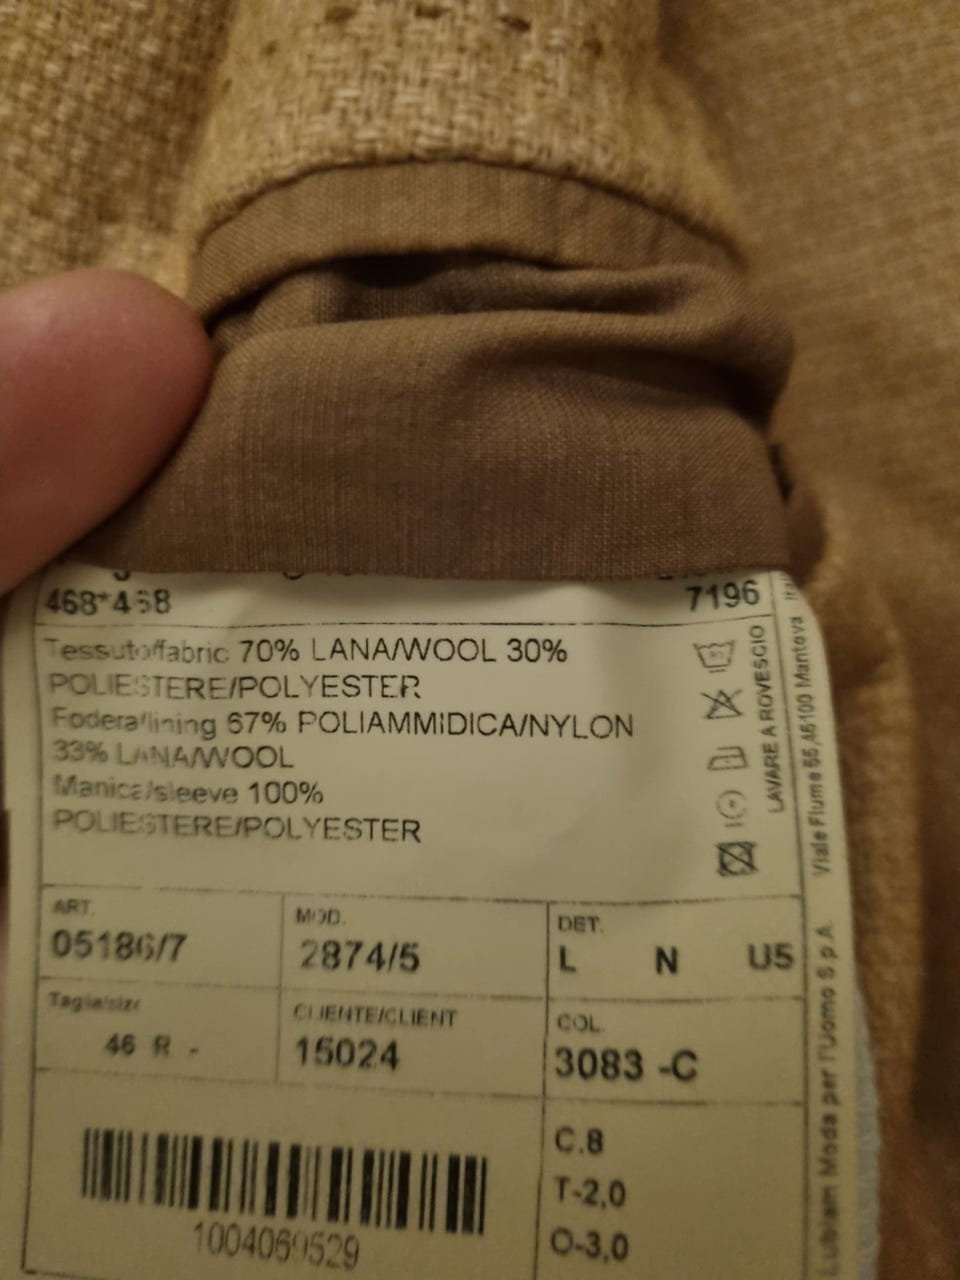 468*468
7196
Tessuto/fabric 70% LANA/WOOL 30%
POLIESTERE/POLYESTER
Fodera/lining 67% POLIAMMIDICA/NYLON
33% LANA/WOOL
Manica/sleeve 100%
POLIESTERE/POLYESTER
LAVARE A ROVESCIO
ART.
05186/7
MOD.
2874/5
DET.
L N U5
Taglia/size
46 R -
CLIENTE/CLIENT
15024
COL.
3083 -C
C.8
T-2,0
O-3,0
1004069529
Lubiam Moda per l'Uomo S.p.A. Viale Fiume 55,46100 Mantova